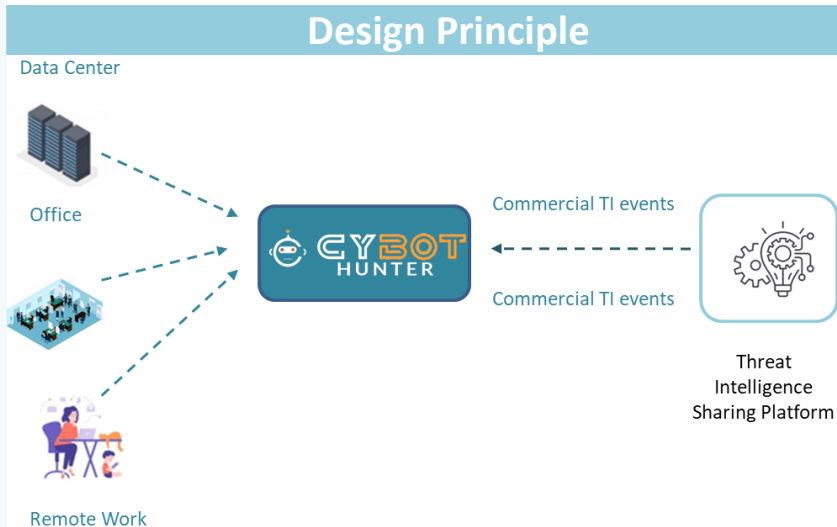 Design Principle
Data Center
Office
Remote Work
CYBOT
HUNTER
Commercial TI events
Commercial TI events
Threat
Intelligence
Sharing Platform